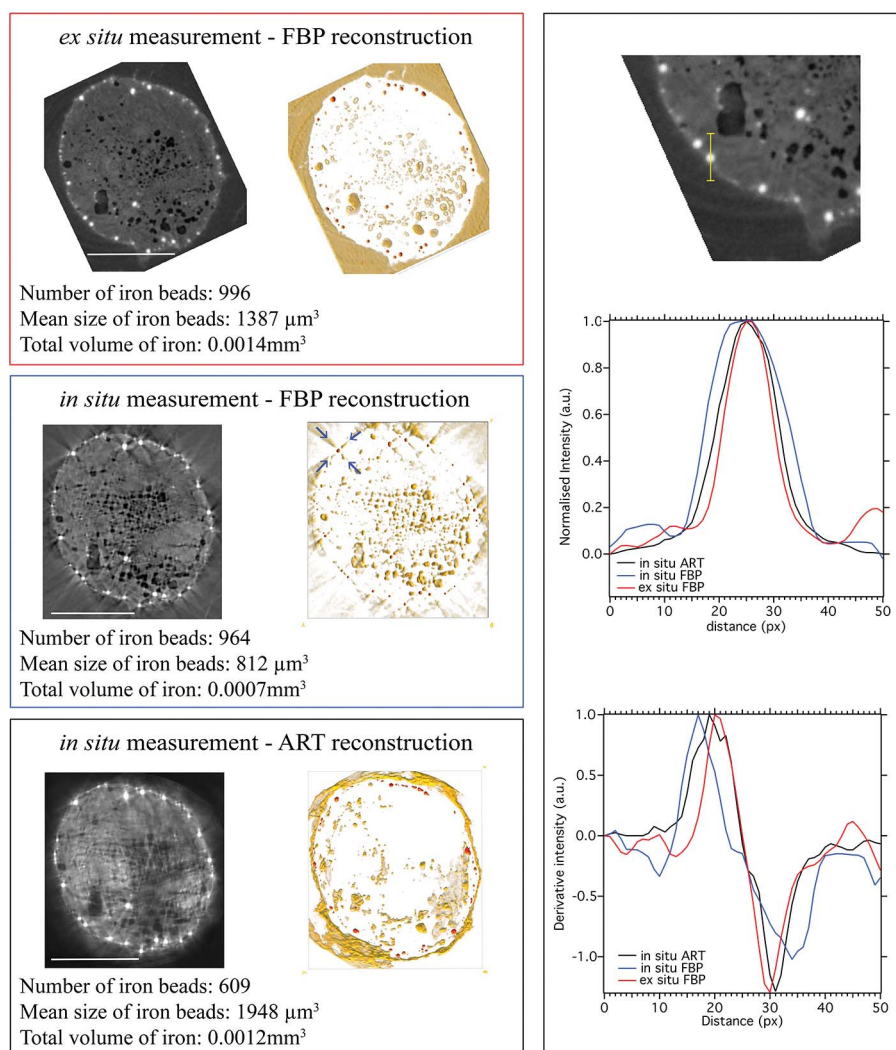 ex situ measurement - FBP reconstruction
Number of iron beads: 996
Mean size of iron beads: 1387 µm³
Total volume of iron: 0.0014mm³
in situ measurement - FBP reconstruction
Number of iron beads: 964
Mean size of iron beads: 812 µm³
Total volume of iron: 0.0007mm³
in situ measurement - ART reconstruction
Number of iron beads: 609
Mean size of iron beads: 1948 µm³
Total volume of iron: 0.0012mm³
Normalised Intensity (a.u.)
1.0
0.8
0.6
0.4
0.2
0.0
in situ ART
in situ FBP
ex situ FBP
0 10 20 30 40 50
distance (px)
Derivative intensity (a.u.)
1.0
0.5
0.0
-0.5
-1.0
in situ ART
in situ FBP
ex situ FBP
0 10 20 30 40 50
Distance (px)